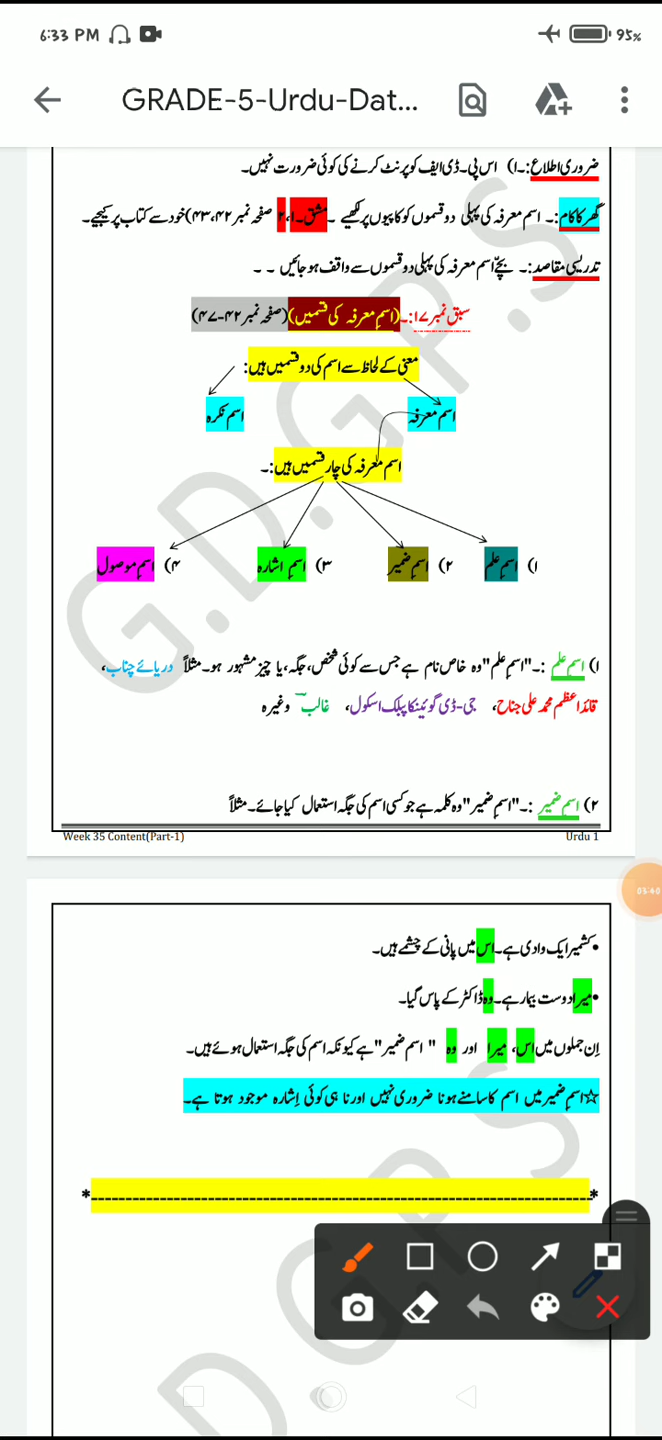 6:33 PM
95%
GRADE-5-Urdu-Dat...
ضروری اطلاع:۔ ۱) اس پی۔ڈی ایف کو پرنٹ کرنے کی کوئی ضرورت نہیں۔
گھر کا کام:۔ اسم معرفہ کی پہلی دو قسموں کو کاپیوں پر لکھیے ۔ مشق۔۱، ۲ صفحہ نمبر ۴۲، ۴۳) خود سے کتاب پر کیجیے۔
تدریسی مقاصد:۔ بچے اسم معرفہ کی پہلی دو قسموں سے واقف ہو جائیں ۔ ۔
سبق نمبر ۱۷:۔ (اسمِ معرفہ کی قسمیں) (صفحہ نمبر ۴۲-۴۷)
معنی کے لحاظ سے اسم کی دو قسمیں ہیں:
اسم معرفہ
اسم نکرہ
اسم معرفہ کی چار قسمیں ہیں:۔
۱) اسمِ علم ۲) اسمِ ضمیر ۳) اسمِ اشارہ ۴) اسمِ موصول
۱) اسمِ علم :۔"اسمِ علم" وہ خاص نام ہے جس سے کوئی شخص، جگہ، یا چیز مشہور ہو۔ مثلاً دریائے چناب،
قائداعظم محمد علی جناح، جی-ڈی گوئینکا پبلک اسکول، غالبؔ وغیرہ
۲) اسمِ ضمیر :۔"اسمِ ضمیر" وہ کلمہ ہے جو کسی اسم کی جگہ استعمال کیا جائے۔ مثلاً
Week 35 Content(Part-1) Urdu 1
05:40
•کشمیر ایک وادی ہے۔ اس میں پانی کے چشمے ہیں۔
•میرا دوست بیمار ہے۔ وہ ڈاکٹر کے پاس گیا۔
اِن جملوں میں اس، میرا اور وہ " اسم ضمیر" ہے کیونکہ اسم کی جگہ استعمال ہوئے ہیں۔
☆اسمِ ضمیر میں اسم کا سامنے ہونا ضروری نہیں اور نا ہی کوئی اِشارہ موجود ہوتا ہے۔
*-----------------------------------------------------------------------*
G.D.G.P.S
D G.P.S